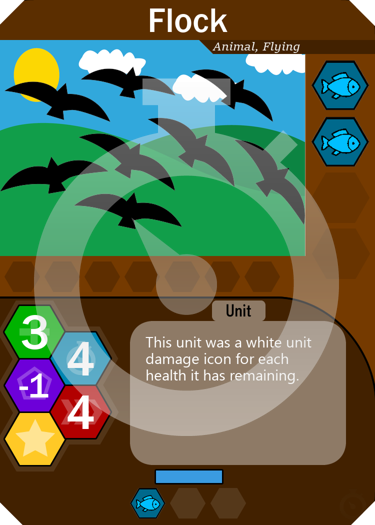 Flock
Animal, Flying
Unit
3
4
-1
4
This unit was a white unit
damage icon for each
health it has remaining.